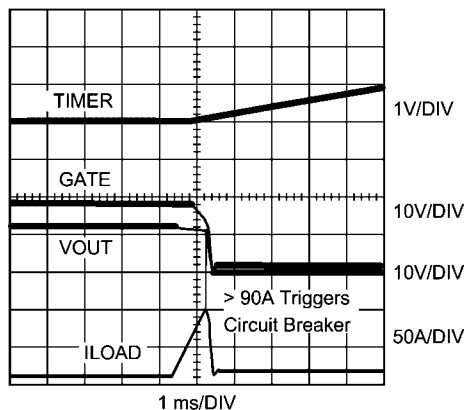 TIMER
1V/DIV
GATE
10V/DIV
VOUT
10V/DIV
> 90A Triggers
Circuit Breaker
50A/DIV
ILOAD
1 ms/DIV